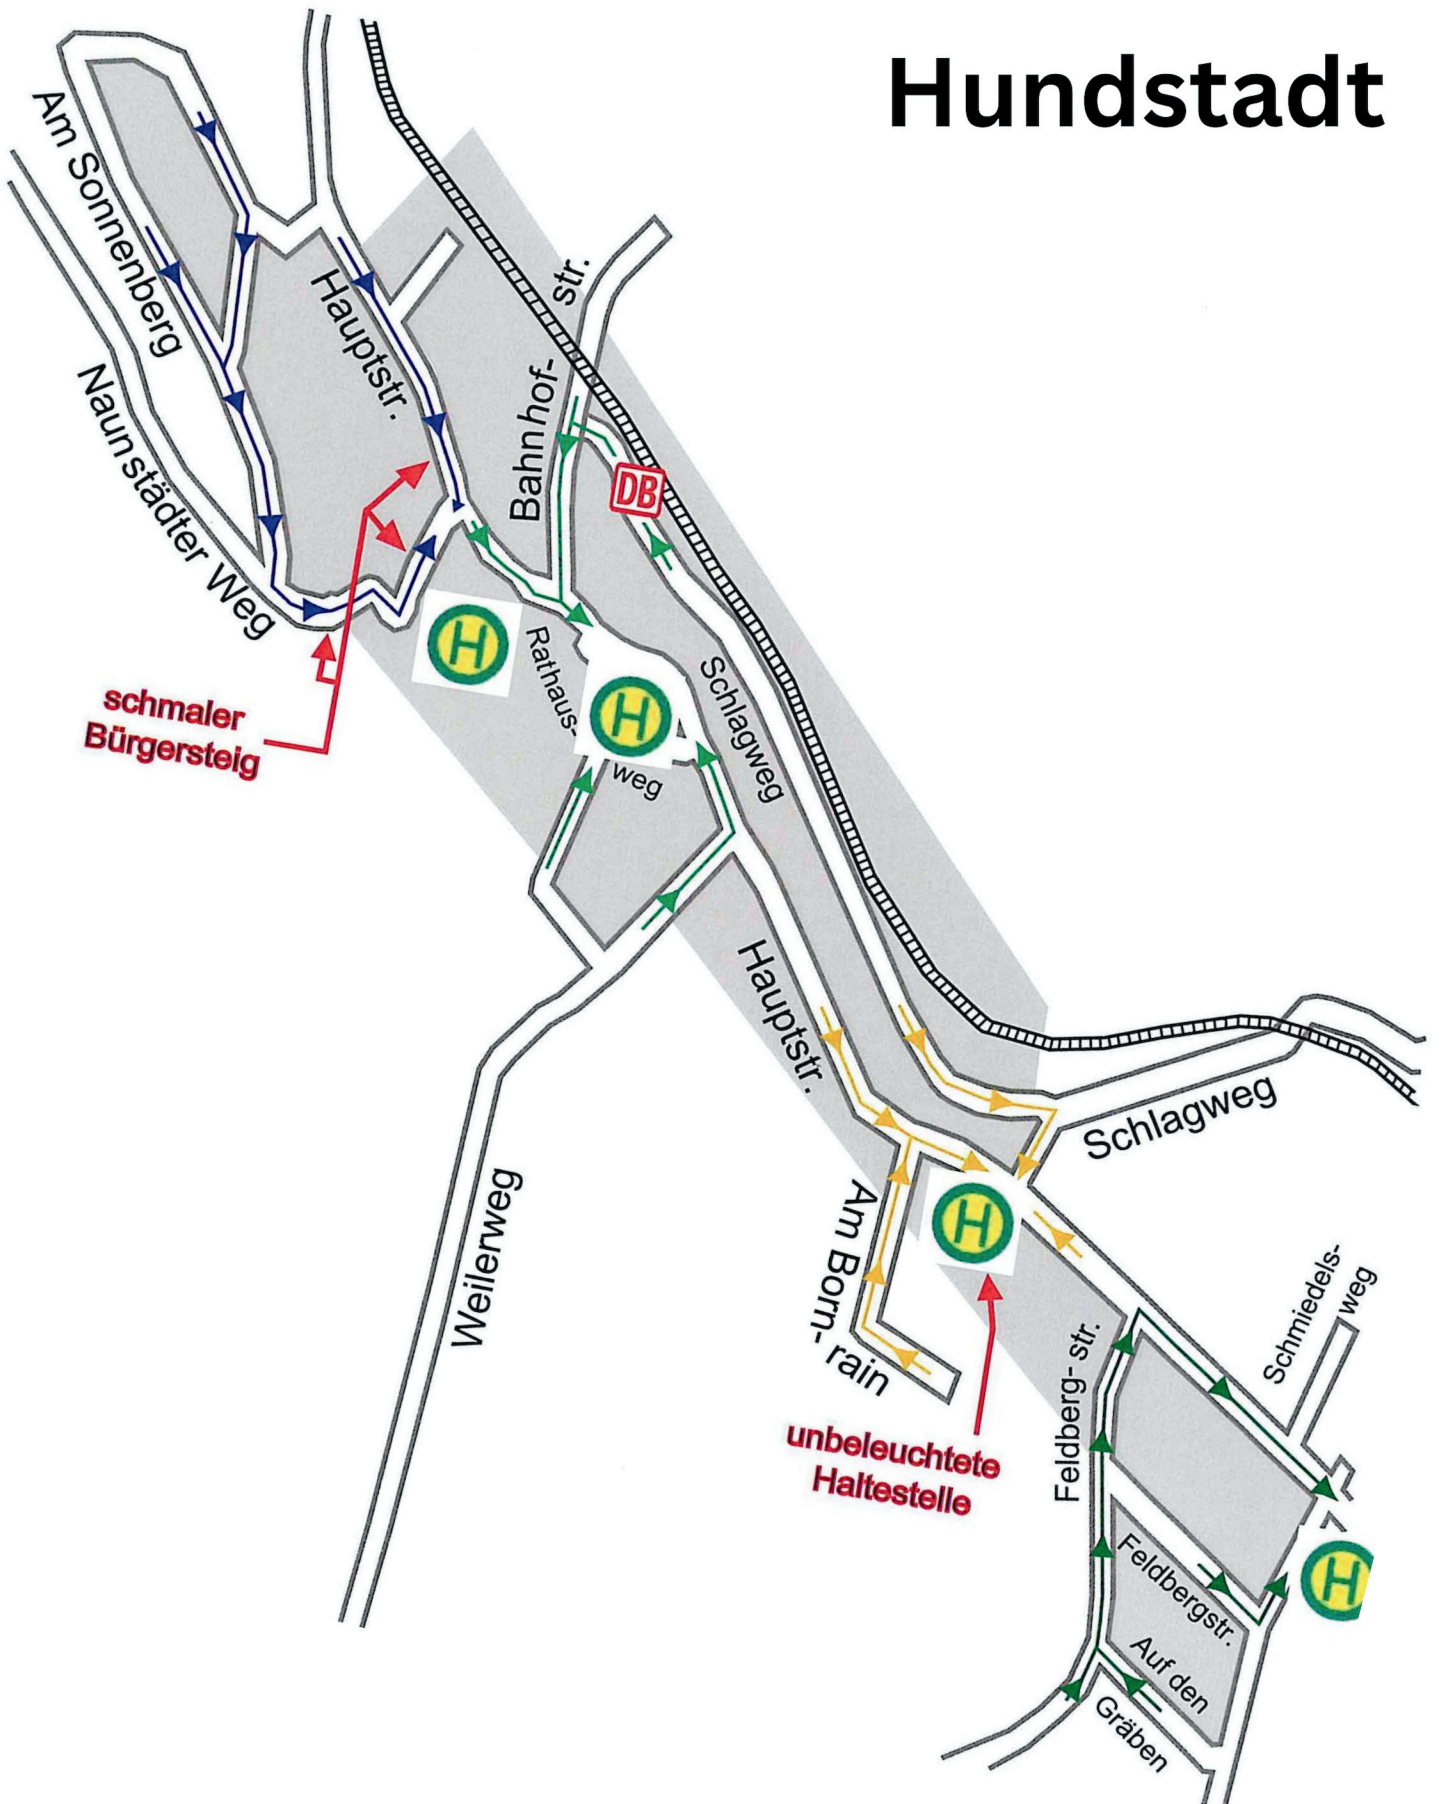 Hundstadt
Am Sonnenberg
Hauptstr.
str.
Bahnhof-
Naunstädter Weg
DB
H
Rathaus-
weg
H
Schlagweg
schmaler
Bürgersteig
Hauptstr.
Schlagweg
Weilerweg
Am Born-
rain
H
unbeleuchtete
Haltestelle
Schmiedels-
weg
Feldberg- str.
Feldbergstr.
H
Auf den
Gräben